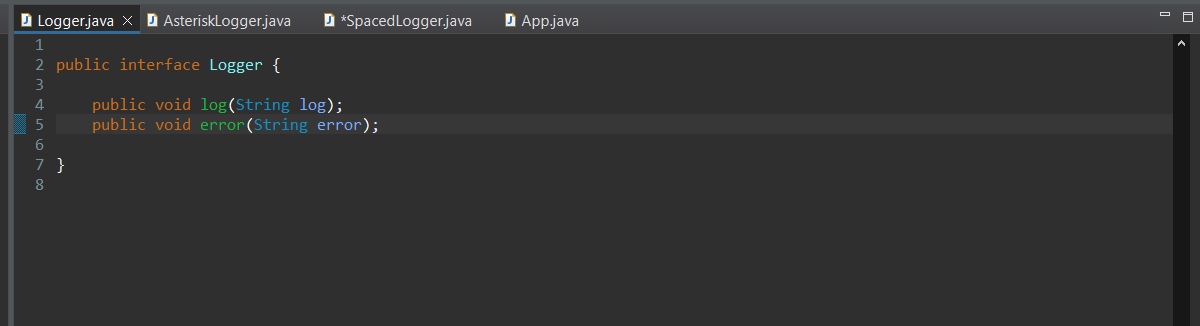 Logger.java AsteriskLogger.java *SpacedLogger.java App.java
1
2 public interface Logger {
3
4     public void log(String log);
5     public void error(String error);
6
7 }
8